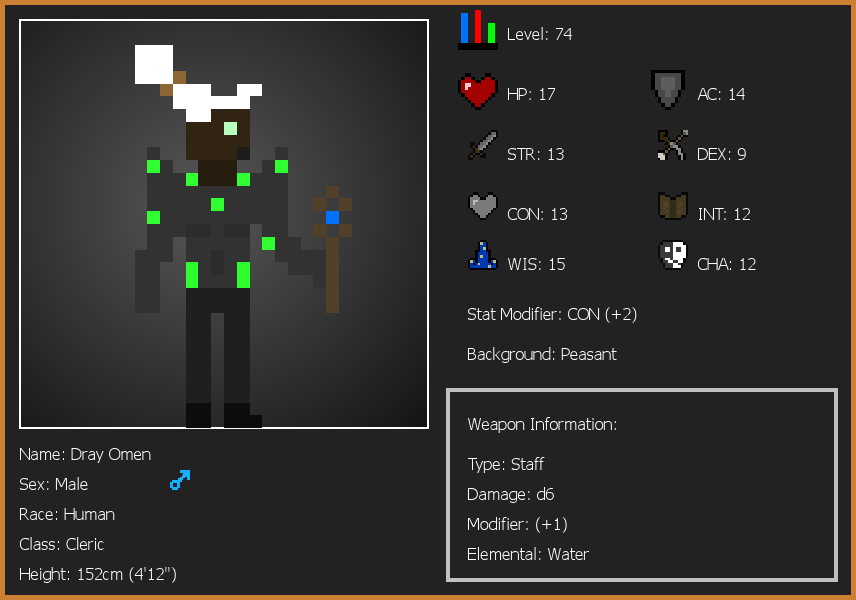 Level: 74
HP: 17
AC: 14
STR: 13
DEX: 9
CON: 13
INT: 12
WIS: 15
CHA: 12
Stat Modifier: CON (+2)
Background: Peasant
Weapon Information:
Type: Staff
Damage: d6
Modifier: (+1)
Elemental: Water
Name: Dray Omen
Sex: Male
Race: Human
Class: Cleric
Height: 152cm (4'12")